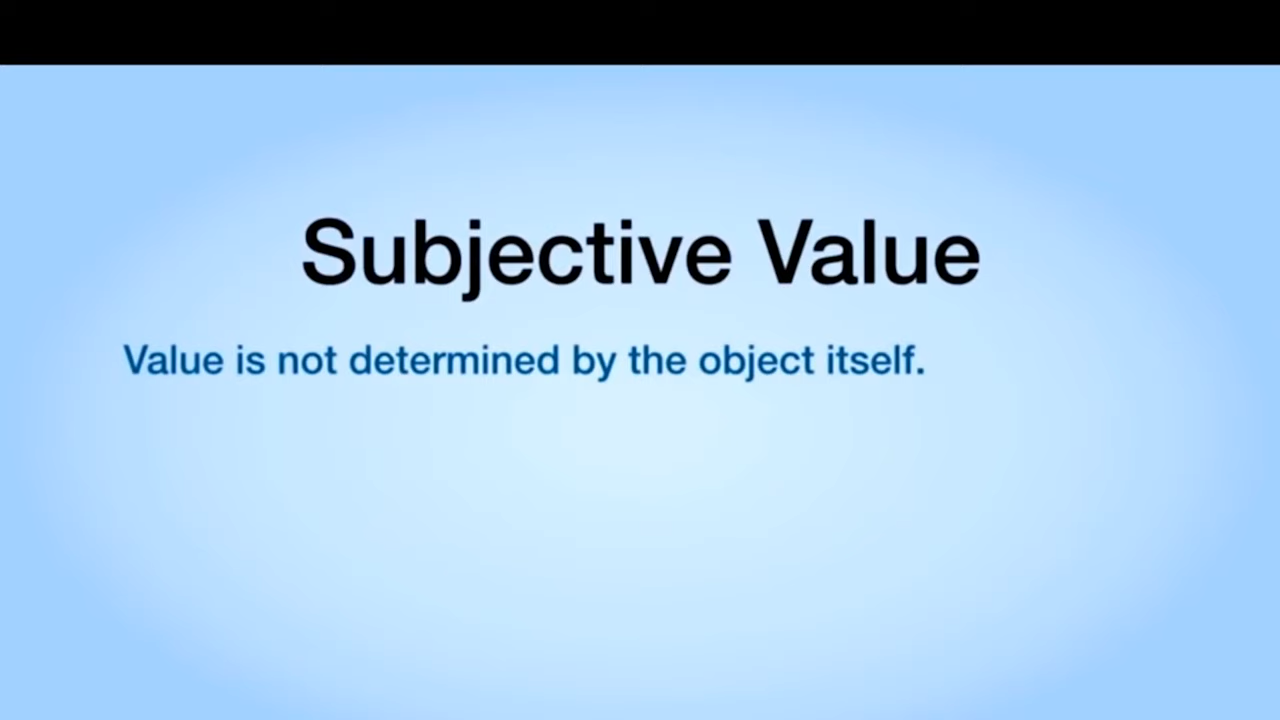 Subjective Value
Value is not determined by the object itself.